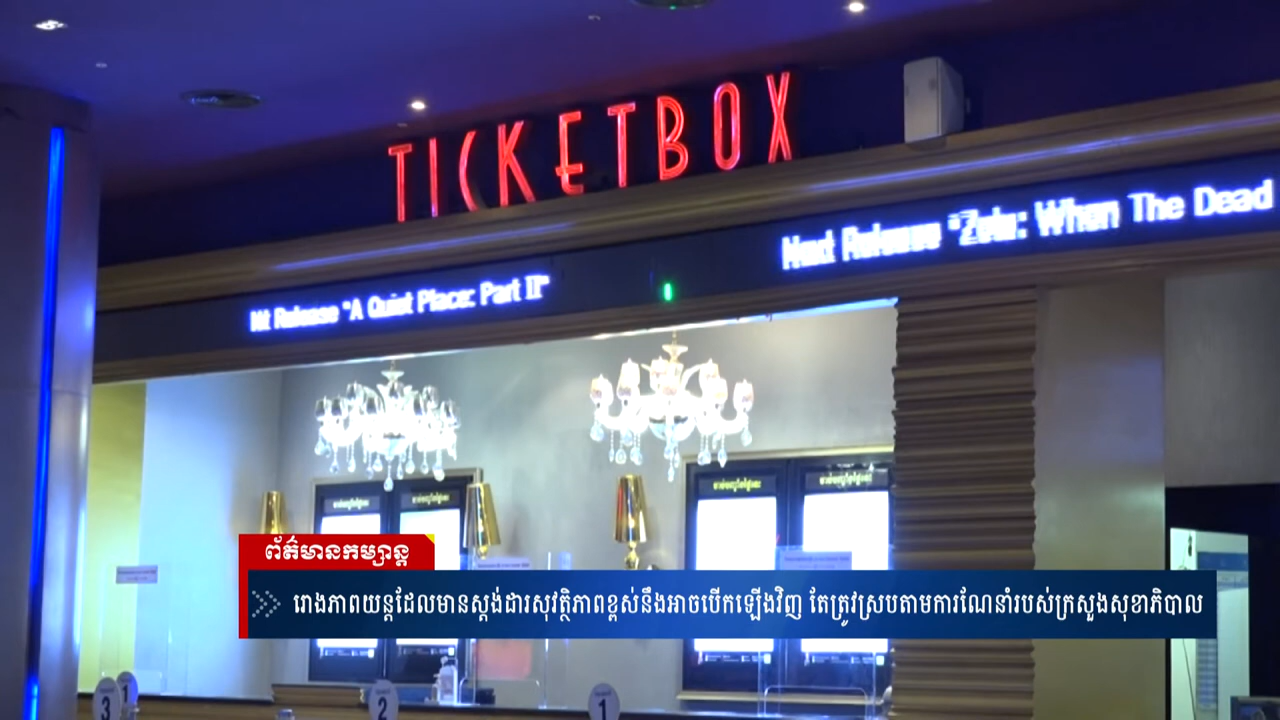 TICKETBOX
Next Release "Zolu: When The Dead
Nxt Release "A Quiet Place: Part II"
ព័ត៌មានកម្សាន្ត
រោងភាពយន្តដែលមានស្តង់ដារសុវត្ថិភាពខ្ពស់នឹងអាចបើកឡើងវិញ តែត្រូវស្របតាមការណែនាំរបស់ក្រសួងសុខាភិបាល
3
1
2
1